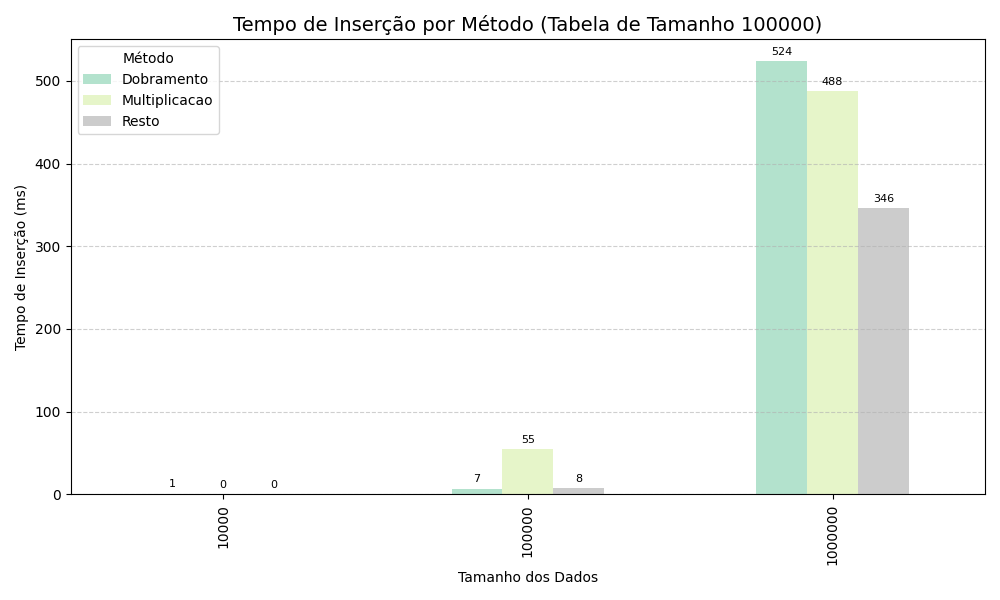 Tempo de Inserção por Método (Tabela de Tamanho 100000)
Método
Dobramento
Multiplicacao
Resto
Tempo de Inserção (ms)
500
400
300
200
100
0
1
0
0
7
55
8
524
488
346
10000
100000
1000000
Tamanho dos Dados